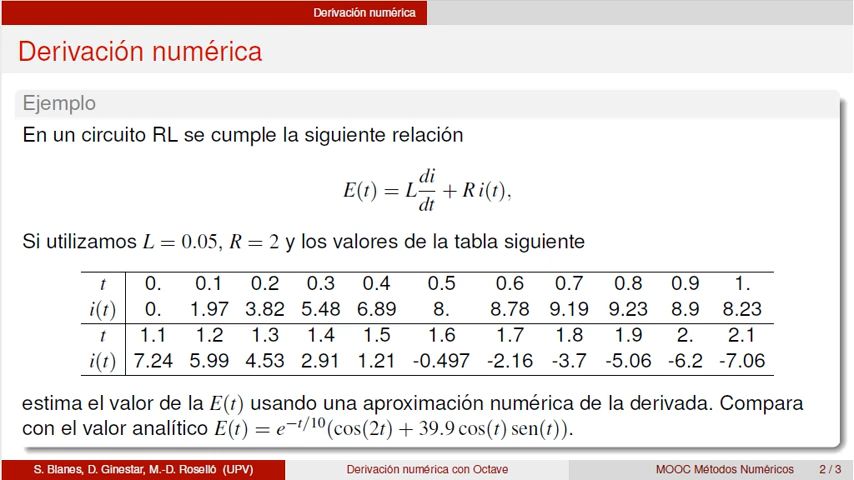 Derivación numérica
Derivación numérica
Ejemplo
En un circuito RL se cumple la siguiente relación
E(t) = L di/dt + R i(t),
Si utilizamos L = 0.05, R = 2 y los valores de la tabla siguiente
t 0. 0.1 0.2 0.3 0.4 0.5 0.6 0.7 0.8 0.9 1.
i(t) 0. 1.97 3.82 5.48 6.89 8. 8.78 9.19 9.23 8.9 8.23
t 1.1 1.2 1.3 1.4 1.5 1.6 1.7 1.8 1.9 2. 2.1
i(t) 7.24 5.99 4.53 2.91 1.21 -0.497 -2.16 -3.7 -5.06 -6.2 -7.06
estima el valor de la E(t) usando una aproximación numérica de la derivada. Compara
con el valor analítico E(t) = e^{-t/10}(cos(2t) + 39.9 cos(t) sen(t)).
S. Blanes, D. Ginestar, M.-D. Roselló (UPV) Derivación numérica con Octave MOOC Métodos Numéricos 2 / 3